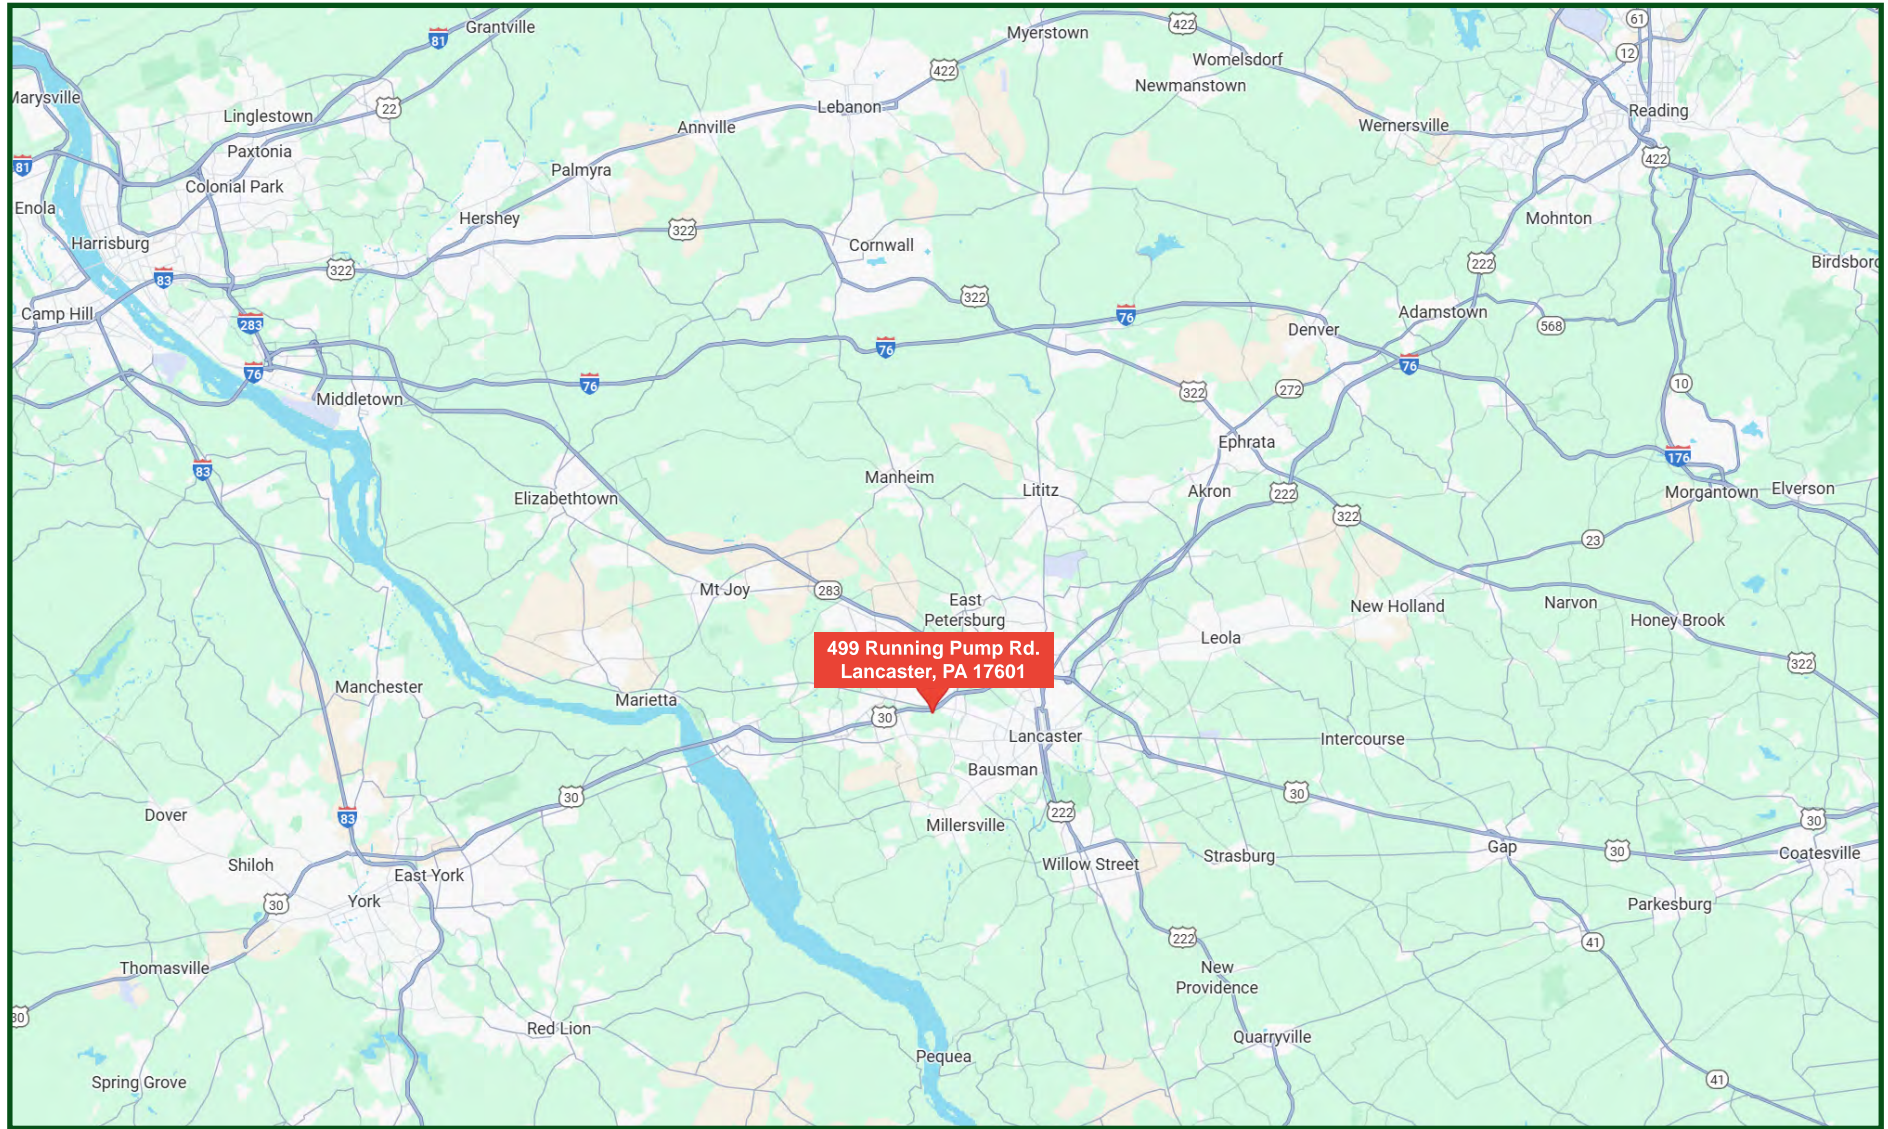 Grantville
81
Myerstown
422
Womelsdorf
61
12
Marysville
22
Linglestown
422
Lebanon
Newmanstown
Reading
Annville
Wernersville
81
Paxtonia
Palmyra
422
Colonial Park
Enola
Hershey
Mohnton
Harrisburg
322
Cornwall
83
322
222
Birdsboro
322
Camp Hill
283
76
Denver
Adamstown
568
76
76
76
76
Middletown
322
272
10
Ephrata
83
Manheim
176
Elizabethtown
Lititz
Akron
222
Morgantown
Elverson
322
23
Mt Joy
283
East
Petersburg
New Holland
Narvon
Honey Brook
Leola
499 Running Pump Rd.
Lancaster, PA 17601
322
Manchester
Marietta
30
Lancaster
Intercourse
Bausman
30
30
Dover
83
Millersville
222
30
Shiloh
East York
Willow Street
Strasburg
Gap
30
Coatesville
30
York
Parkesburg
222
41
Thomasville
New
Providence
30
Red Lion
Quarryville
Pequea
Spring Grove
41